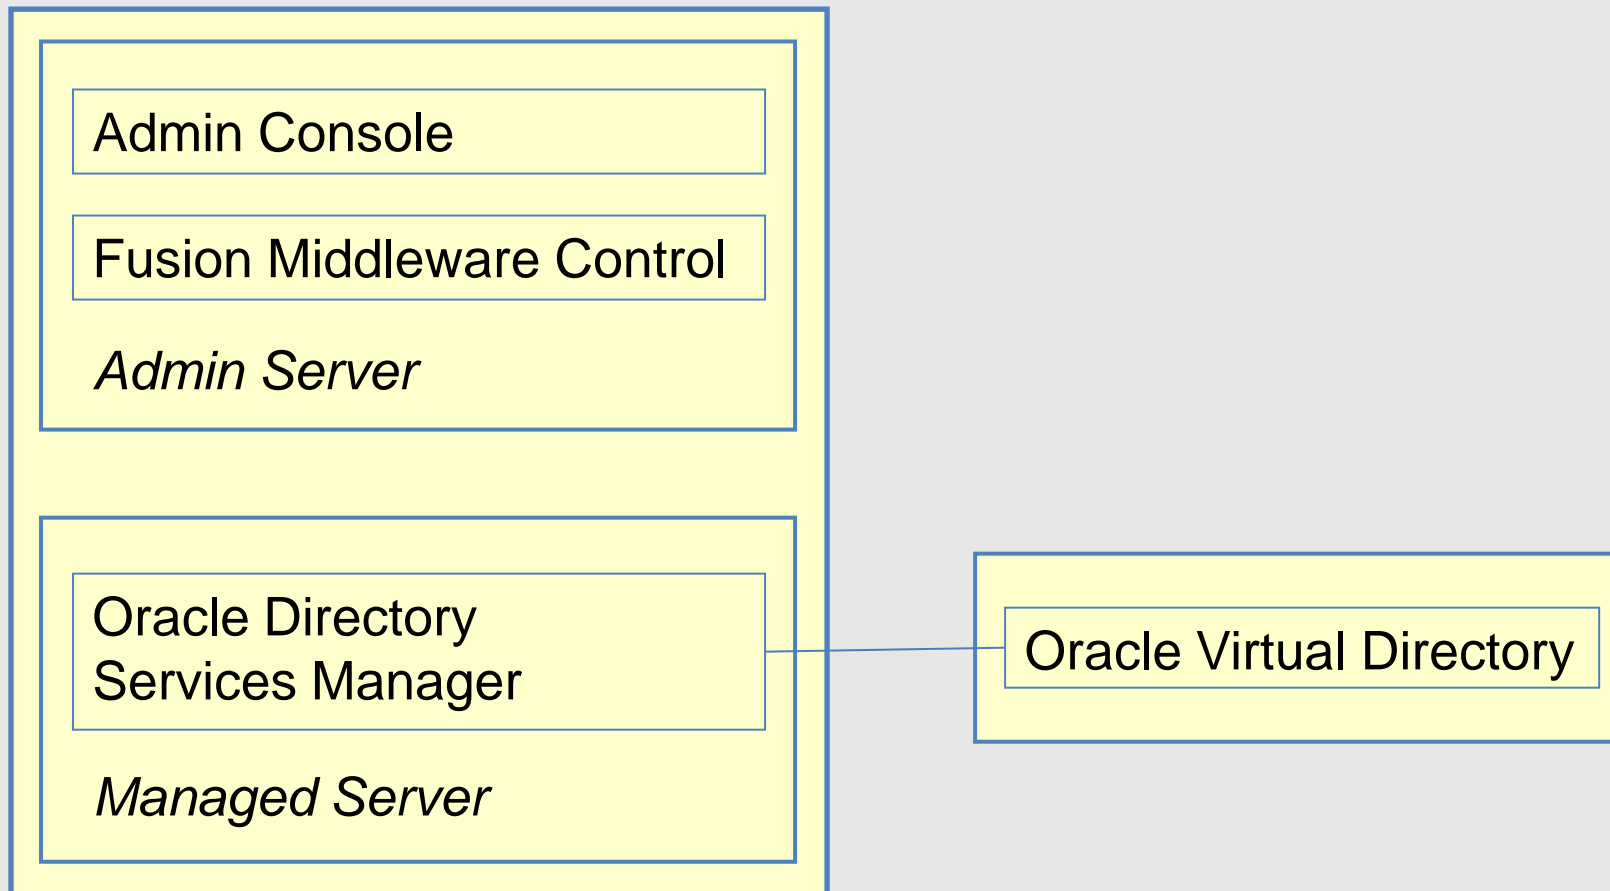 Admin Console
Fusion Middleware Control
Admin Server
Oracle Directory
Services Manager
Managed Server
Oracle Virtual Directory